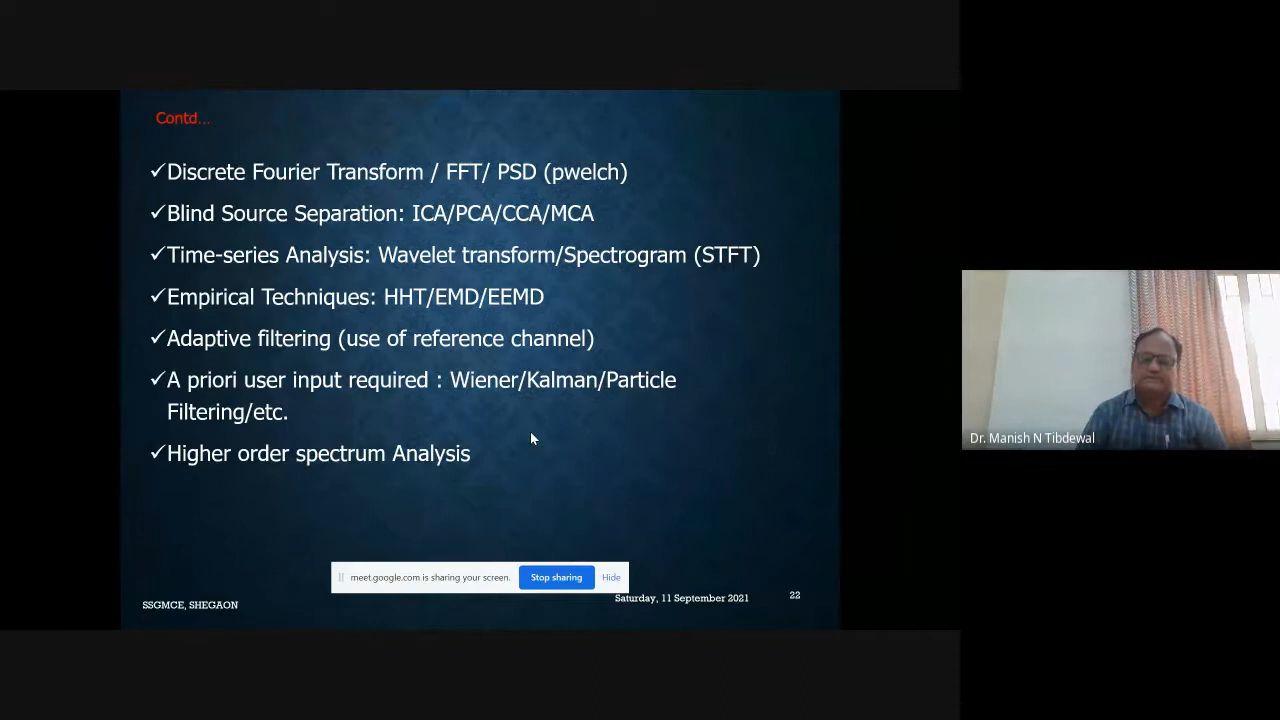 Contd...
✓Discrete Fourier Transform / FFT/ PSD (pwelch)
✓Blind Source Separation: ICA/PCA/CCA/MCA
✓Time-series Analysis: Wavelet transform/Spectrogram (STFT)
✓Empirical Techniques: HHT/EMD/EEMD
✓Adaptive filtering (use of reference channel)
✓A priori user input required : Wiener/Kalman/Particle
Filtering/etc.
✓Higher order spectrum Analysis
meet.google.com is sharing your screen. Stop sharing Hide
SSGMCE, SHEGAON
Saturday, 11 September 2021
22
Dr. Manish N Tibdewal